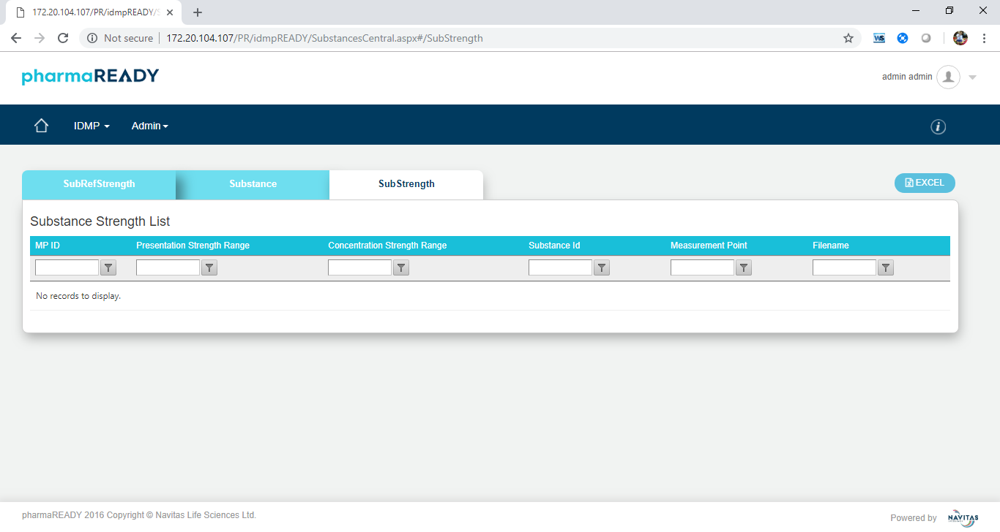 172.20.104.107/PR/idmpREADY/S
Not secure 172.20.104.107/PR/idmpREADY/SubstancesCentral.aspx#/SubStrength
WS
pharmaREADY
admin admin
IDMP Admin
i
SubRefStrength Substance SubStrength
EXCEL
Substance Strength List
MP ID Presentation Strength Range Concentration Strength Range Substance Id Measurement Point Filename
No records to display.
pharmaREADY 2016 Copyright © Navitas Life Sciences Ltd.
Powered by NAVITAS